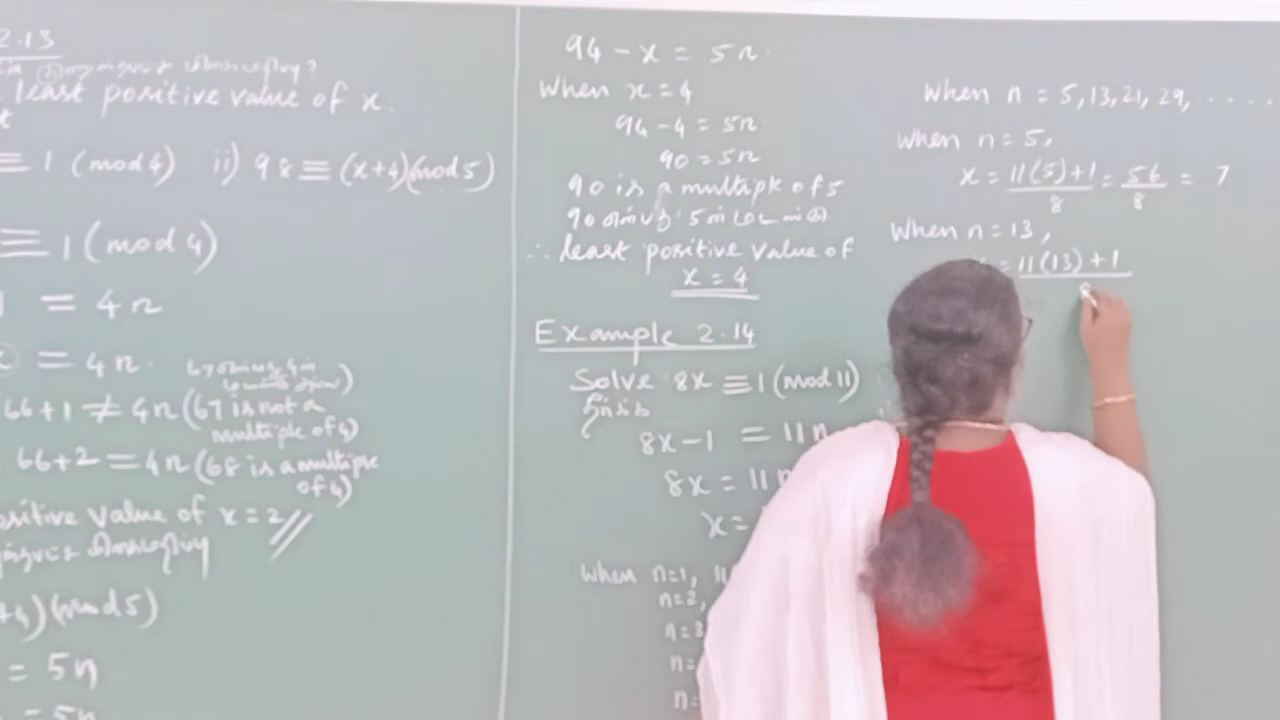 2.13
least positive value of x.
≡ 1 (mod 4) ii) 98 ≡ (x+4)(mod 5)
≡ 1 (mod 4)
1 = 4n
= 4n
66+1 ≠ 4n (67 is not a
multiple of 4)
66+2 = 4n (68 is a multiple
of 4)
ositive value of x = 2
+4)(mod 5)
= 5n
= 5n
94 - x = 5n.
When x = 4
94 - 4 = 5n
90 = 5n
90 is a multiple of 5
∴ least positive value of
x = 4
Example 2.14
Solve 8x ≡ 1 (mod 11)
தீர்க்க
8x - 1 = 11n
8x = 11n
x =
When n=1, 11
n=2,
n=3
n=
n=
When n = 5, 13, 21, 29, ......
when n = 5,
x = 11(5)+1/8 = 56/8 = 7
When n = 13,
= 11(13)+1/8